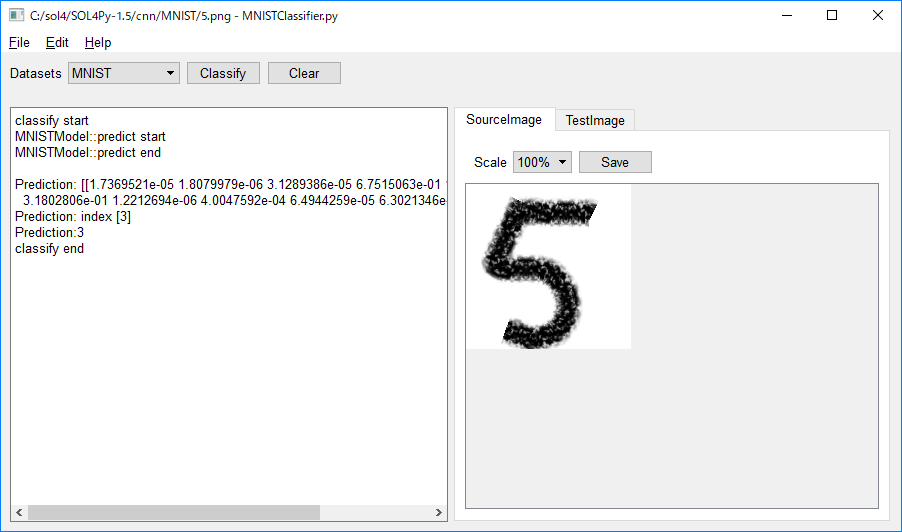 C:/sol4/SOL4Py-1.5/cnn/MNIST/5.png - MNISTClassifier.py
File Edit Help
Datasets MNIST Classify Clear
classify start
MNISTModel::predict start
MNISTModel::predict end
Prediction: [[1.7369521e-05 1.8079979e-06 3.1289386e-05 6.7515063e-01
3.1802806e-01 1.2212694e-06 4.0047592e-04 6.4944259e-05 6.3021346e
Prediction: index [3]
Prediction:3
classify end
SourceImage TestImage
Scale 100% Save
5